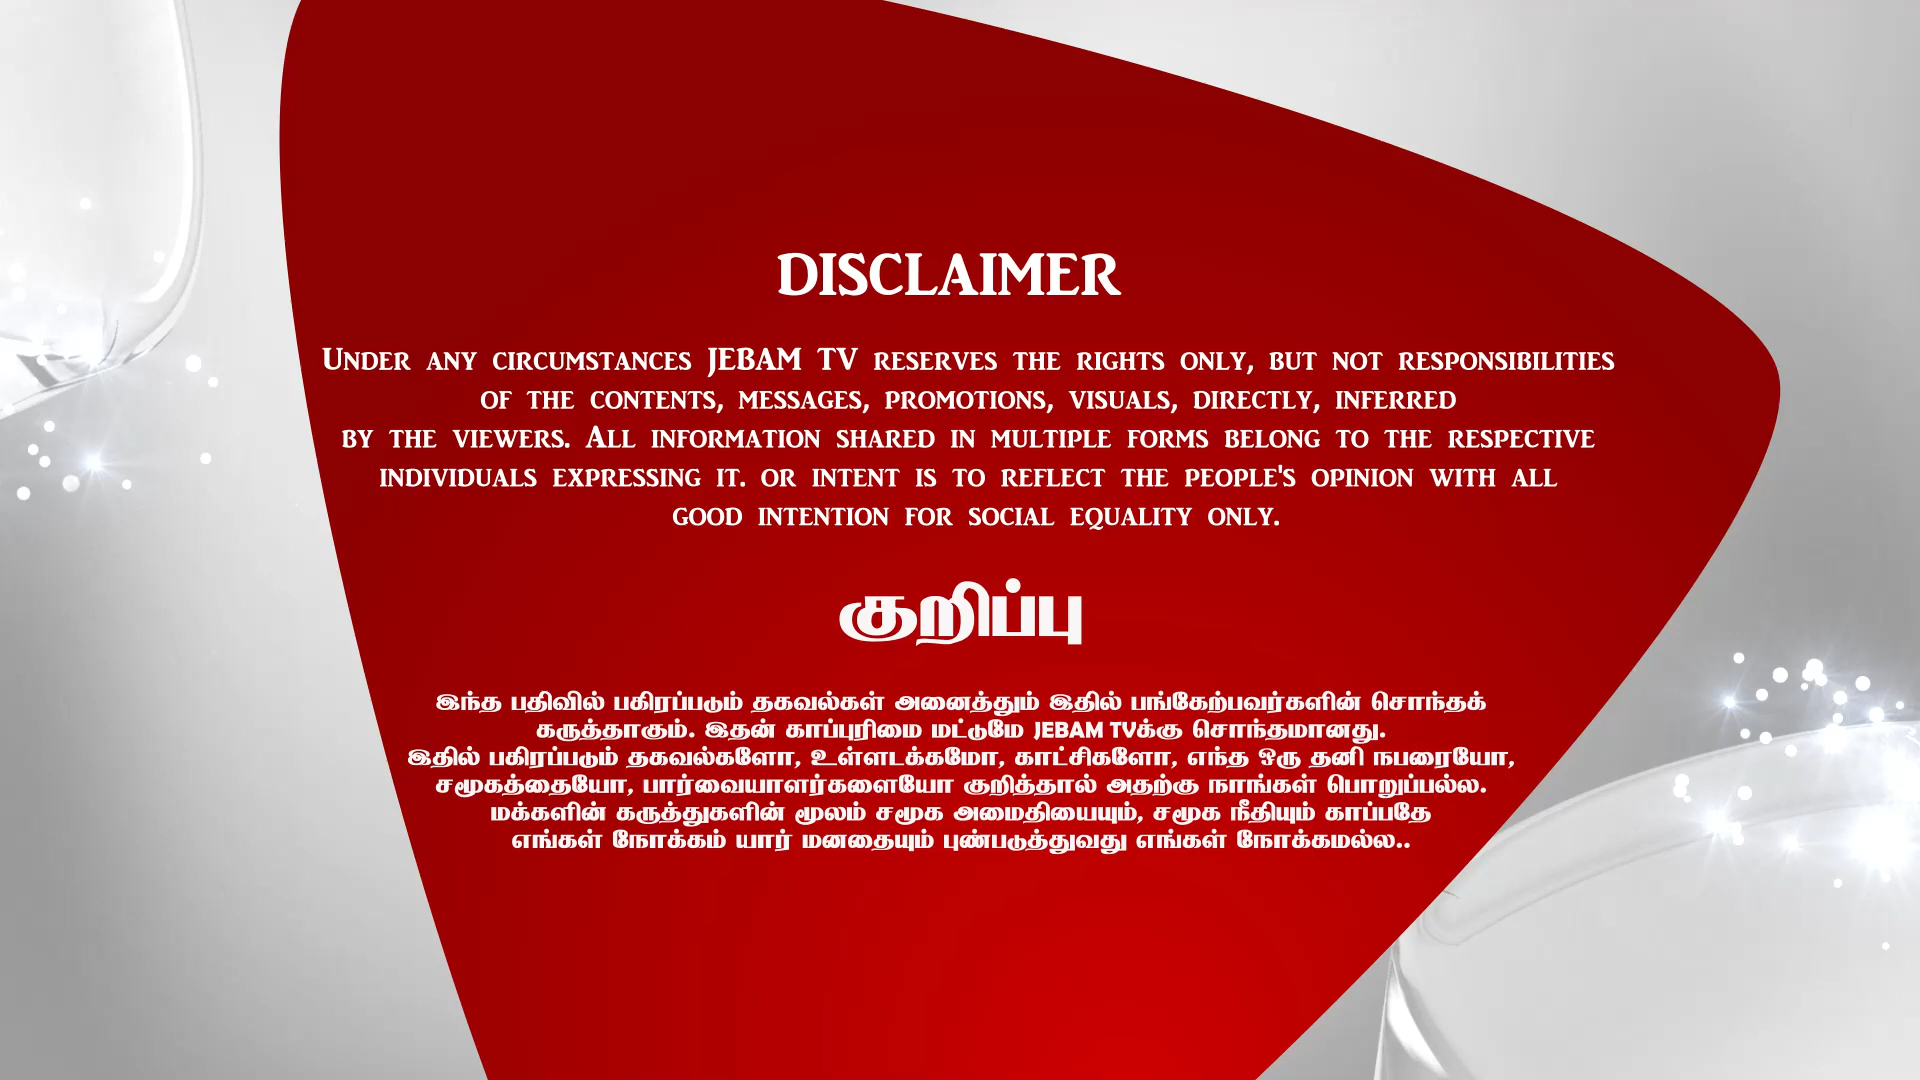 DISCLAIMER
Under any circumstances JEBAM TV reserves the rights only, but not responsibilities
of the contents, messages, promotions, visuals, directly, inferred
by the viewers. All information shared in multiple forms belong to the respective
individuals expressing it. or intent is to reflect the people's opinion with all
good intention for social equality only.
குறிப்பு
இந்த பதிவில் பகிரப்படும் தகவல்கள் அனைத்தும் இதில் பங்கேற்பவர்களின் சொந்தக்
கருத்தாகும். இதன் காப்புரிமை மட்டுமே JEBAM TVக்கு சொந்தமானது.
இதில் பகிரப்படும் தகவல்களோ, உள்ளடக்கமோ, காட்சிகளோ, எந்த ஒரு தனி நபரையோ,
சமூகத்தையோ, பார்வையாளர்களையோ குறித்தால் அதற்கு நாங்கள் பொறுப்பல்ல.
மக்களின் கருத்துகளின் மூலம் சமூக அமைதியையும், சமூக நீதியும் காப்பதே
எங்கள் நோக்கம் யார் மனதையும் புண்படுத்துவது எங்கள் நோக்கமல்ல..